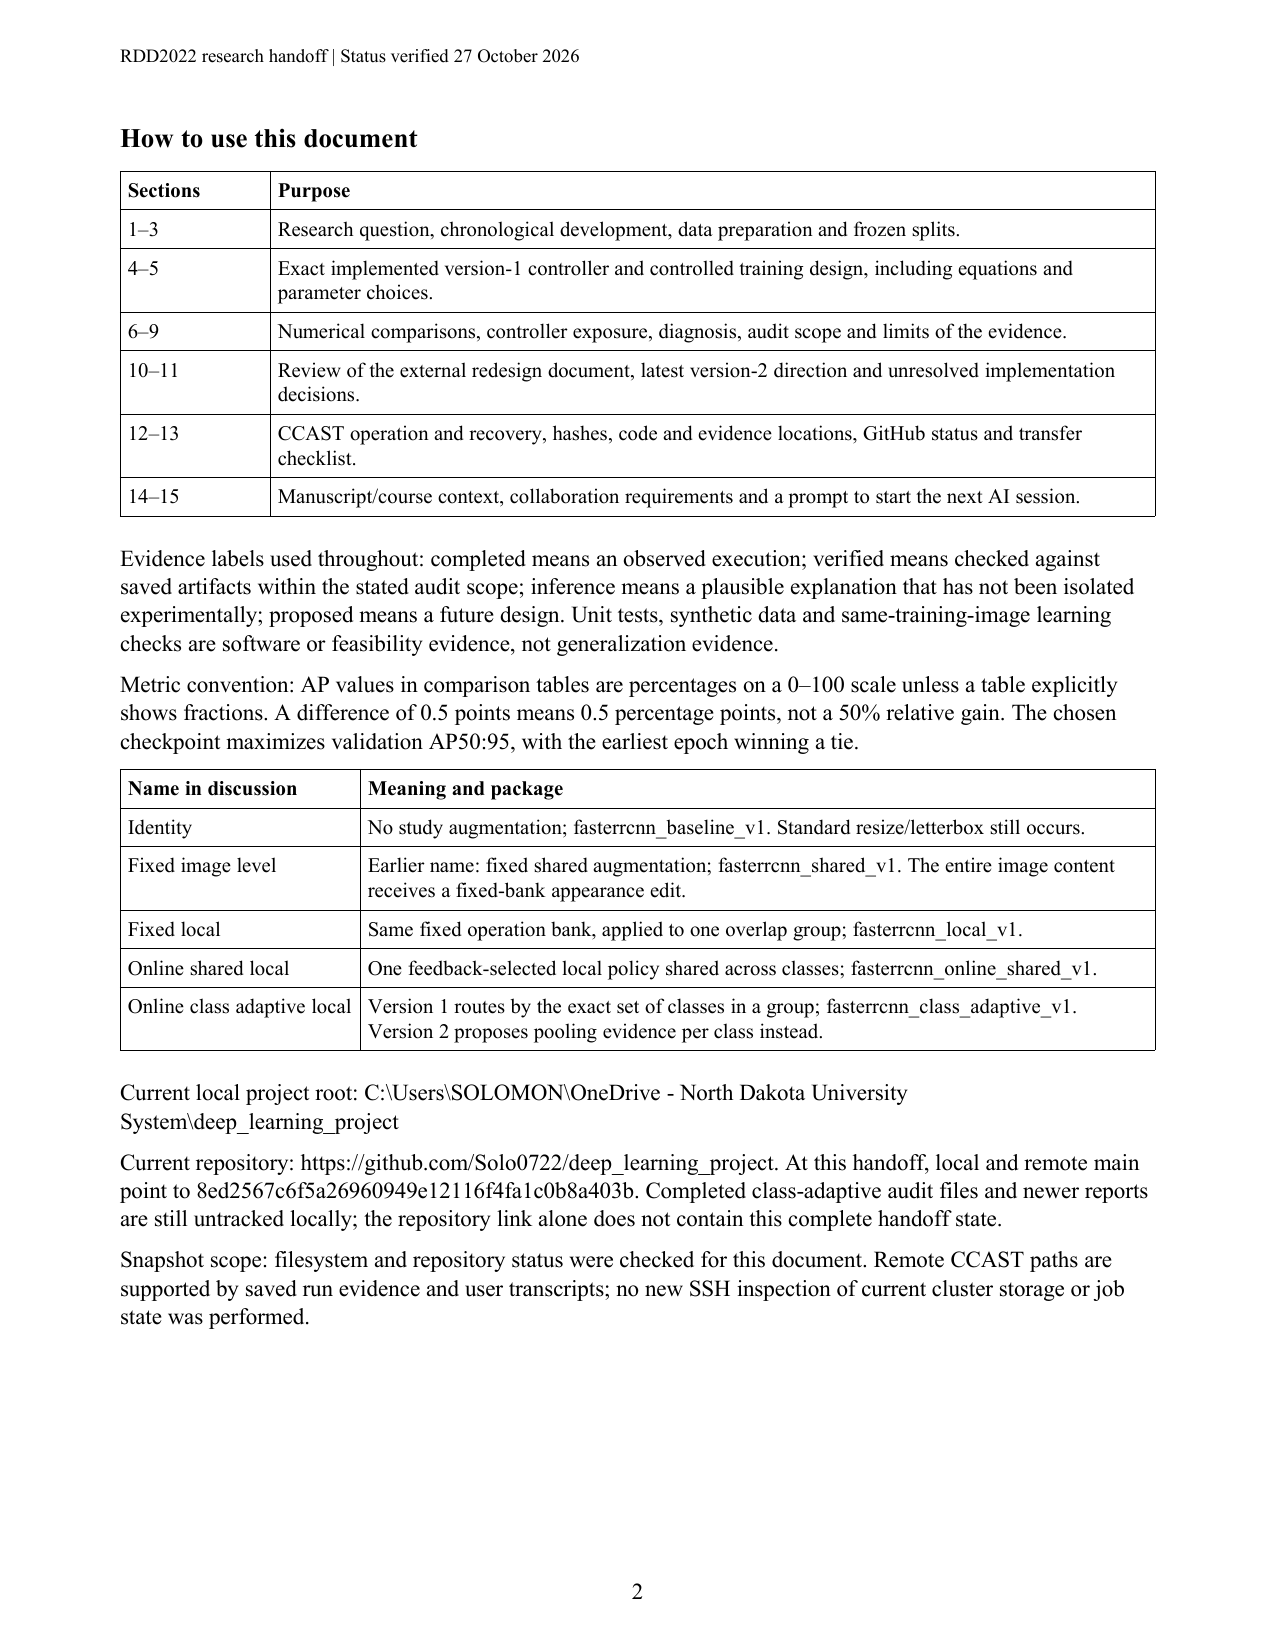 RDD2022 research handoff | Status verified 27 October 2026
How to use this document
Sections Purpose
1–3 Research question, chronological development, data preparation and frozen splits.
4–5 Exact implemented version-1 controller and controlled training design, including equations and
parameter choices.
6–9 Numerical comparisons, controller exposure, diagnosis, audit scope and limits of the evidence.
10–11 Review of the external redesign document, latest version-2 direction and unresolved implementation
decisions.
12–13 CCAST operation and recovery, hashes, code and evidence locations, GitHub status and transfer
checklist.
14–15 Manuscript/course context, collaboration requirements and a prompt to start the next AI session.
Evidence labels used throughout: completed means an observed execution; verified means checked against
saved artifacts within the stated audit scope; inference means a plausible explanation that has not been isolated
experimentally; proposed means a future design. Unit tests, synthetic data and same-training-image learning
checks are software or feasibility evidence, not generalization evidence.
Metric convention: AP values in comparison tables are percentages on a 0–100 scale unless a table explicitly
shows fractions. A difference of 0.5 points means 0.5 percentage points, not a 50% relative gain. The chosen
checkpoint maximizes validation AP50:95, with the earliest epoch winning a tie.
Name in discussion Meaning and package
Identity No study augmentation; fasterrcnn_baseline_v1. Standard resize/letterbox still occurs.
Fixed image level Earlier name: fixed shared augmentation; fasterrcnn_shared_v1. The entire image content
receives a fixed-bank appearance edit.
Fixed local Same fixed operation bank, applied to one overlap group; fasterrcnn_local_v1.
Online shared local One feedback-selected local policy shared across classes; fasterrcnn_online_shared_v1.
Online class adaptive local Version 1 routes by the exact set of classes in a group; fasterrcnn_class_adaptive_v1.
Version 2 proposes pooling evidence per class instead.
Current local project root: C:\Users\SOLOMON\OneDrive - North Dakota University
System\deep_learning_project
Current repository: https://github.com/Solo0722/deep_learning_project. At this handoff, local and remote main
point to 8ed2567c6f5a26960949e12116f4fa1c0b8a403b. Completed class-adaptive audit files and newer reports
are still untracked locally; the repository link alone does not contain this complete handoff state.
Snapshot scope: filesystem and repository status were checked for this document. Remote CCAST paths are
supported by saved run evidence and user transcripts; no new SSH inspection of current cluster storage or job
state was performed.
2